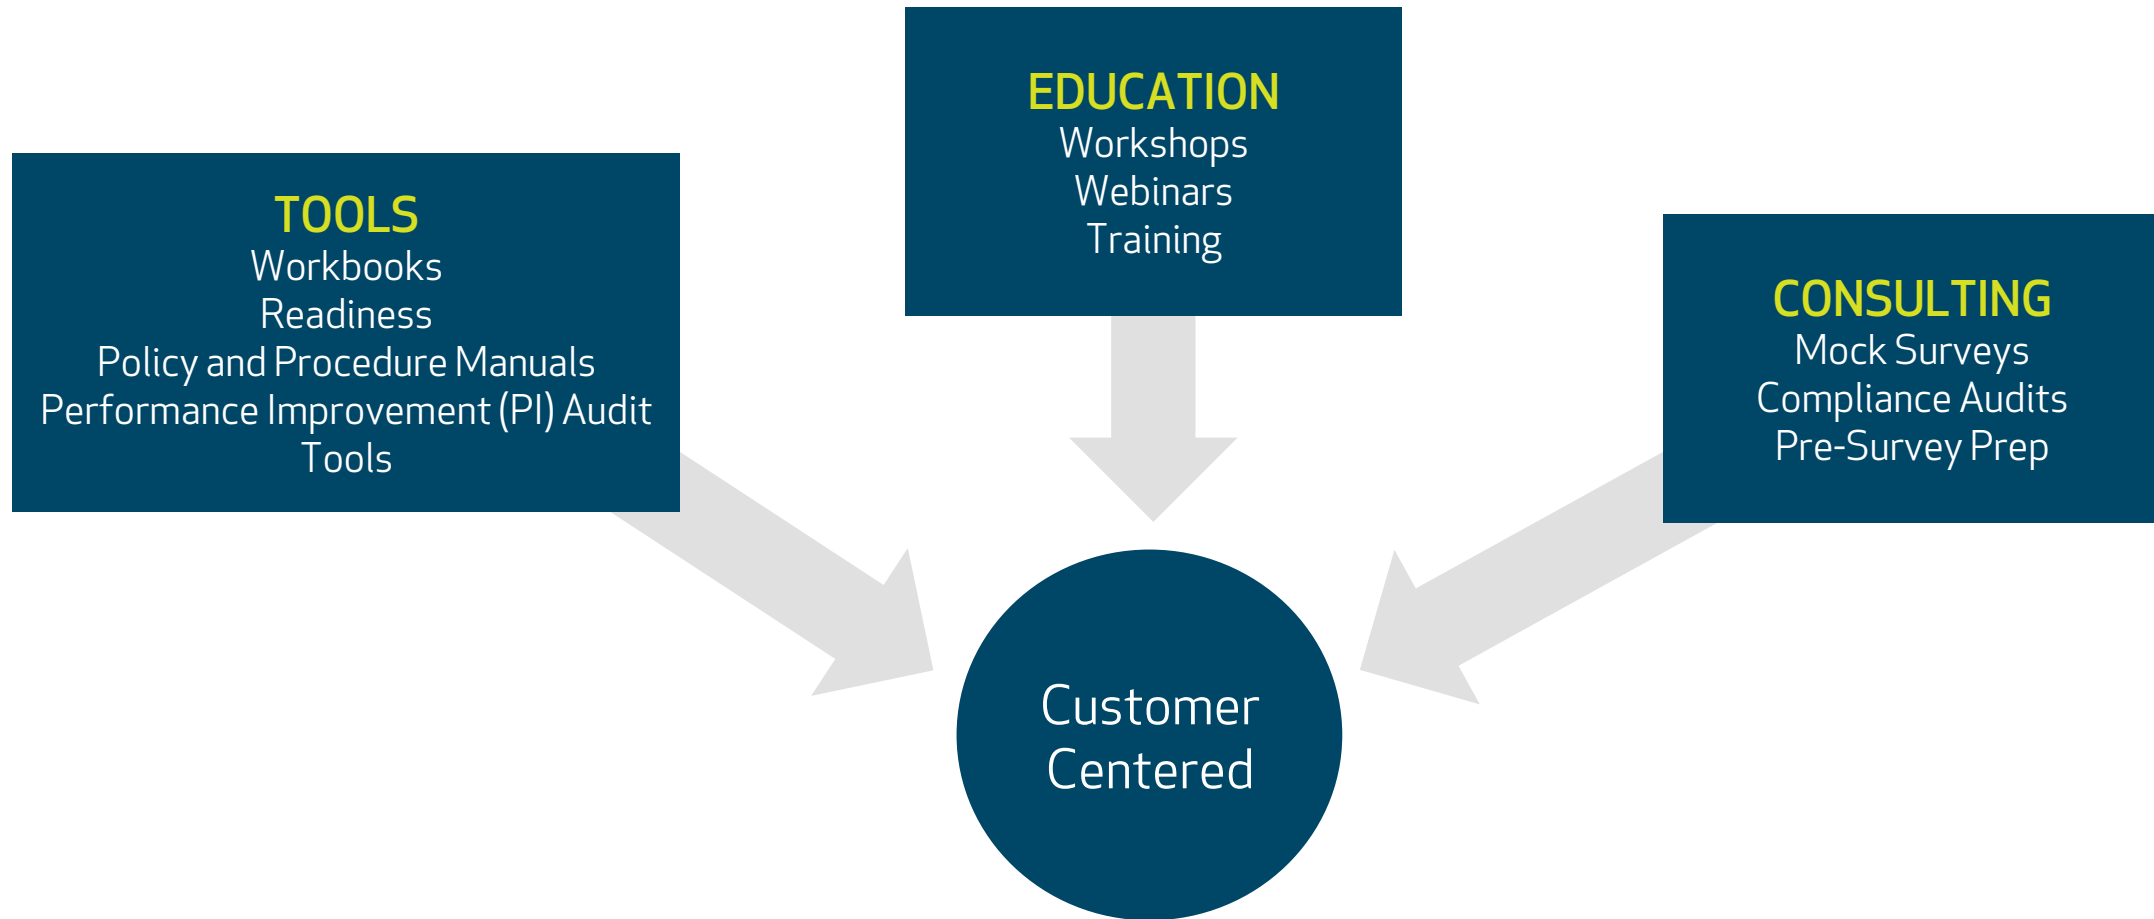 TOOLS
Workbooks
Readiness
Policy and Procedure Manuals
Performance Improvement (PI) Audit
Tools
EDUCATION
Workshops
Webinars
Training
CONSULTING
Mock Surveys
Compliance Audits
Pre-Survey Prep
Customer
Centered